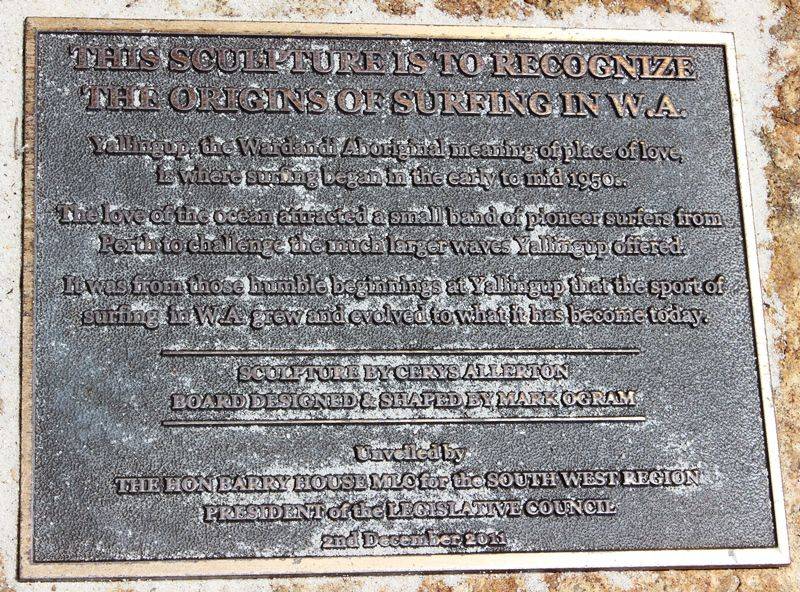 THIS SCULPTURE IS TO RECOGNIZE
THE ORIGINS OF SURFING IN W.A.
Yallingup, the Wardandi Aboriginal meaning of place of love,
is where surfing began in the early to mid 1950s.
The love of the ocean attracted a small band of pioneer surfers from
Perth to challenge the much larger waves Yallingup offered.
It was from those humble beginnings at Yallingup that the sport of
surfing in W.A. grew and evolved to what it has become today.
SCULPTURE BY CERYS ALLERTON
BOARD DESIGNED & SHAPED BY MARK OGRAM
Unveiled by
THE HON BARRY HOUSE MLC for the SOUTH WEST REGION
PRESIDENT of the LEGISLATIVE COUNCIL
2nd December 2011